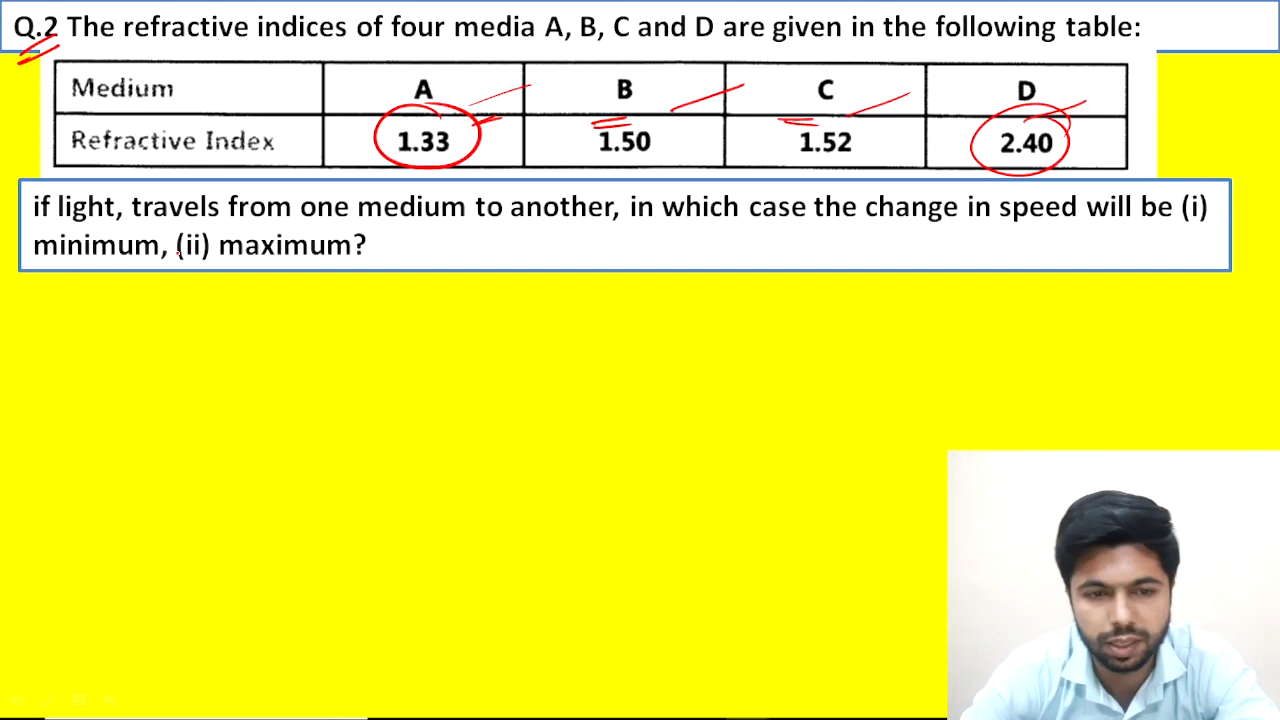 Q.2 The refractive indices of four media A, B, C and D are given in the following table:
Medium A B C D
Refractive Index 1.33 1.50 1.52 2.40
if light, travels from one medium to another, in which case the change in speed will be (i)
minimum, (ii) maximum?